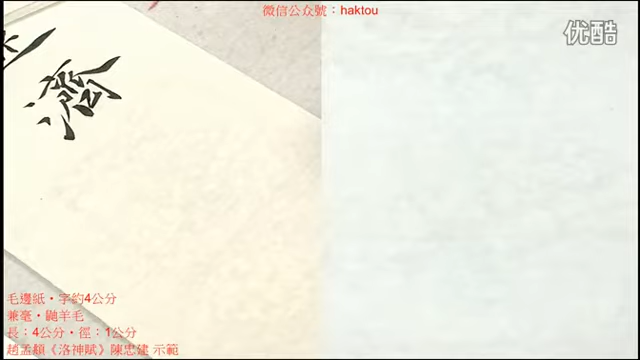 微信公众號：haktou
优酷
濟
毛邊紙・字約4公分
兼毫・鼬羊毛
長：4公分・徑：1公分
趙孟頫《洛神賦》陳忠建 示範